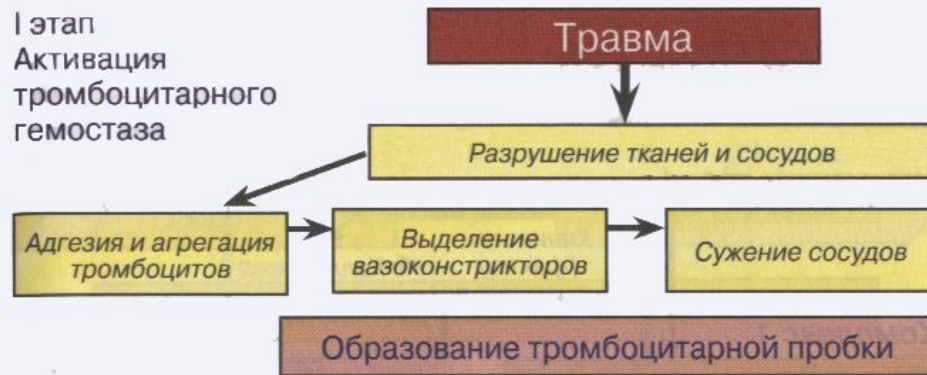 I этап
Активация
тромбоцитарного
гемостаза
Травма
Разрушение тканей и сосудов
Адгезия и агрегация
тромбоцитов
Выделение
вазоконстрикторов
Сужение сосудов
Образование тромбоцитарной пробки